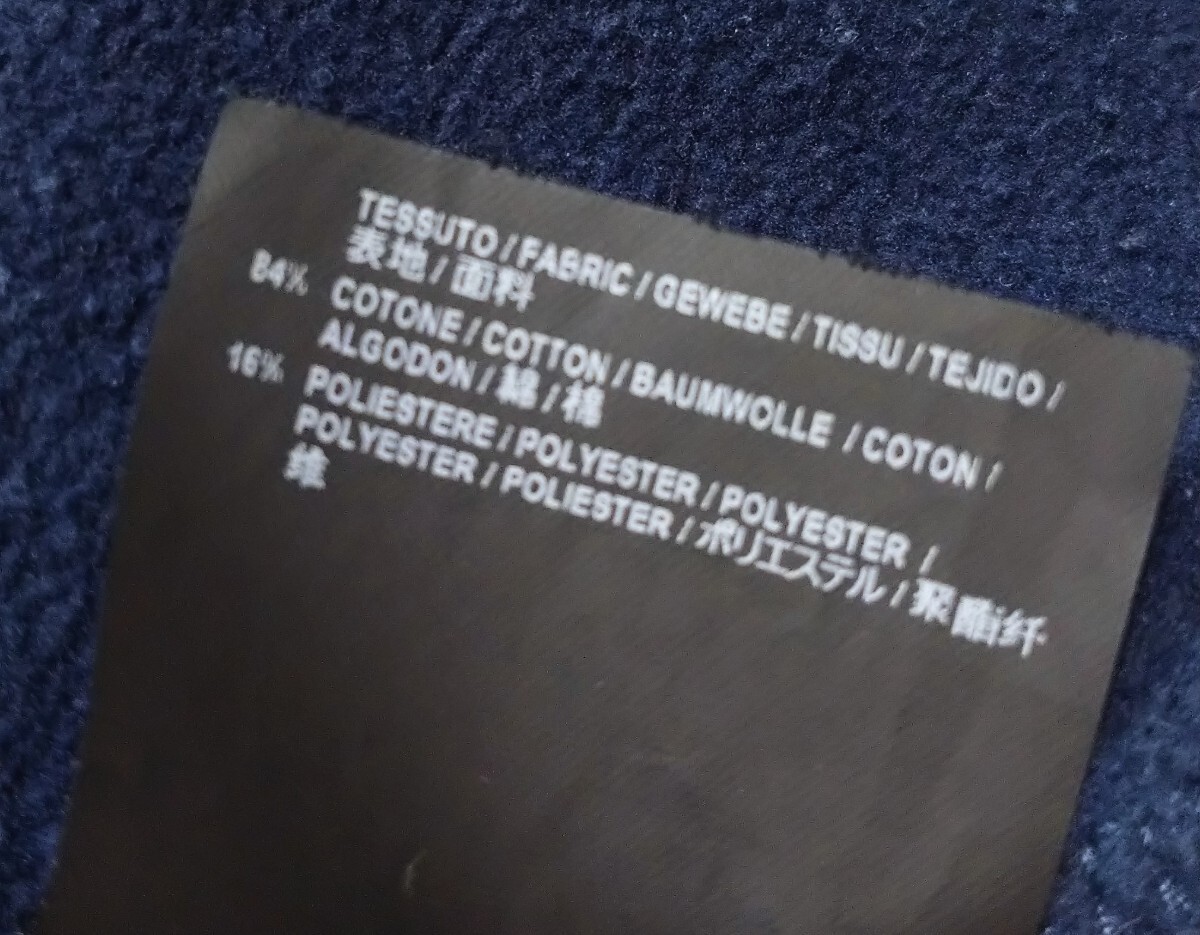 TESSUTO / FABRIC / GEWEBE / TISSU / TEJIDO /
表地 / 面料
84% COTONE / COTTON / BAUMWOLLE / COTON /
ALGODON / 綿 / 棉
16% POLIESTERE / POLYESTER / POLYESTER /
POLYESTER / POLIESTER / ポリエステル / 聚酯纤
维